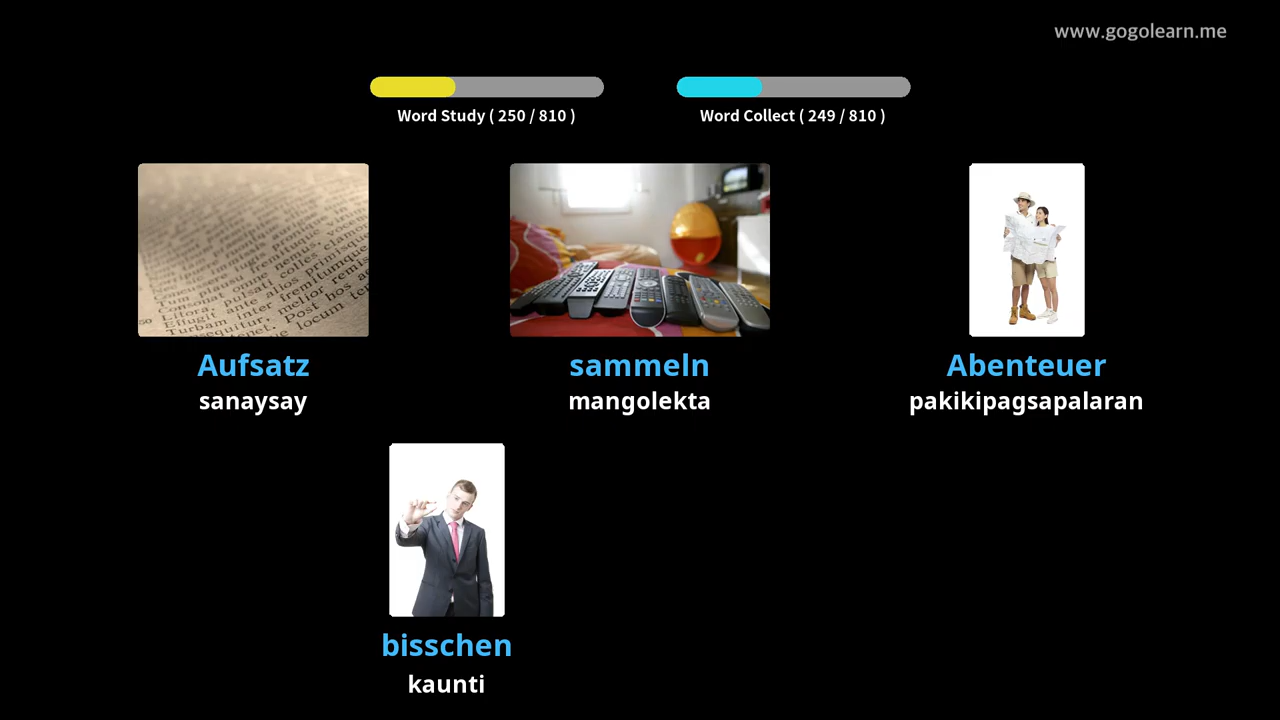 www.gogolearn.me
Word Study ( 250 / 810 )
Word Collect ( 249 / 810 )
Aufsatz
sanaysay
sammeln
mangolekta
Abenteuer
pakikipagsapalaran
bisschen
kaunti